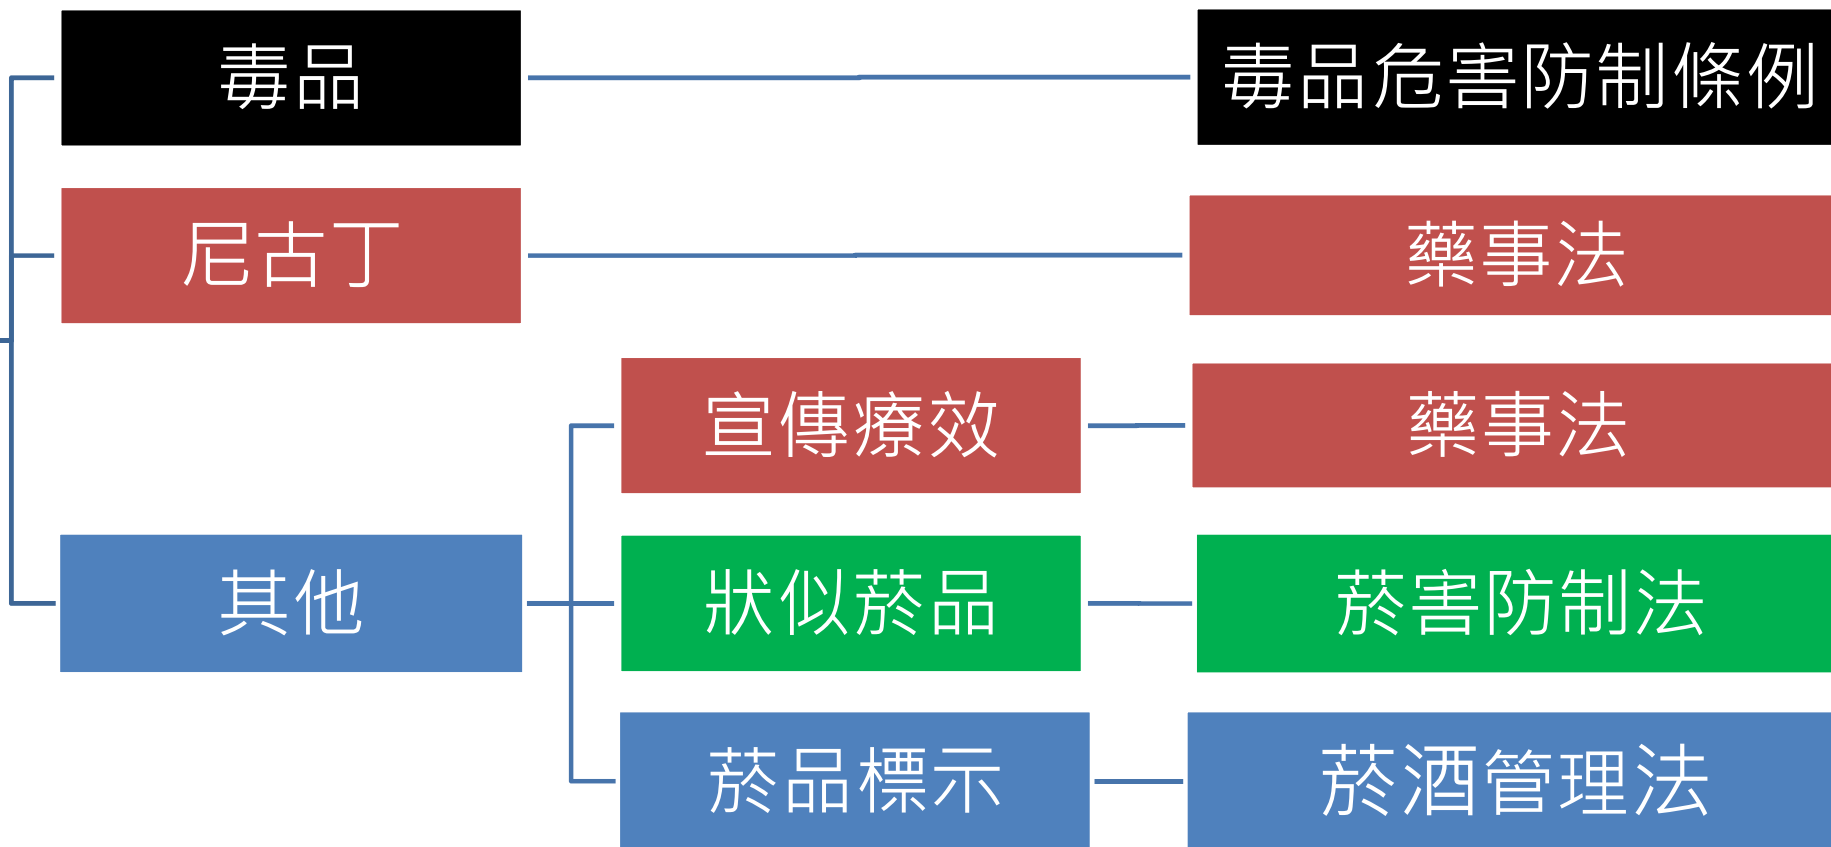 毒品
毒品危害防制條例
尼古丁
藥事法
宣傳療效
藥事法
其他
狀似菸品
菸害防制法
菸品標示
菸酒管理法